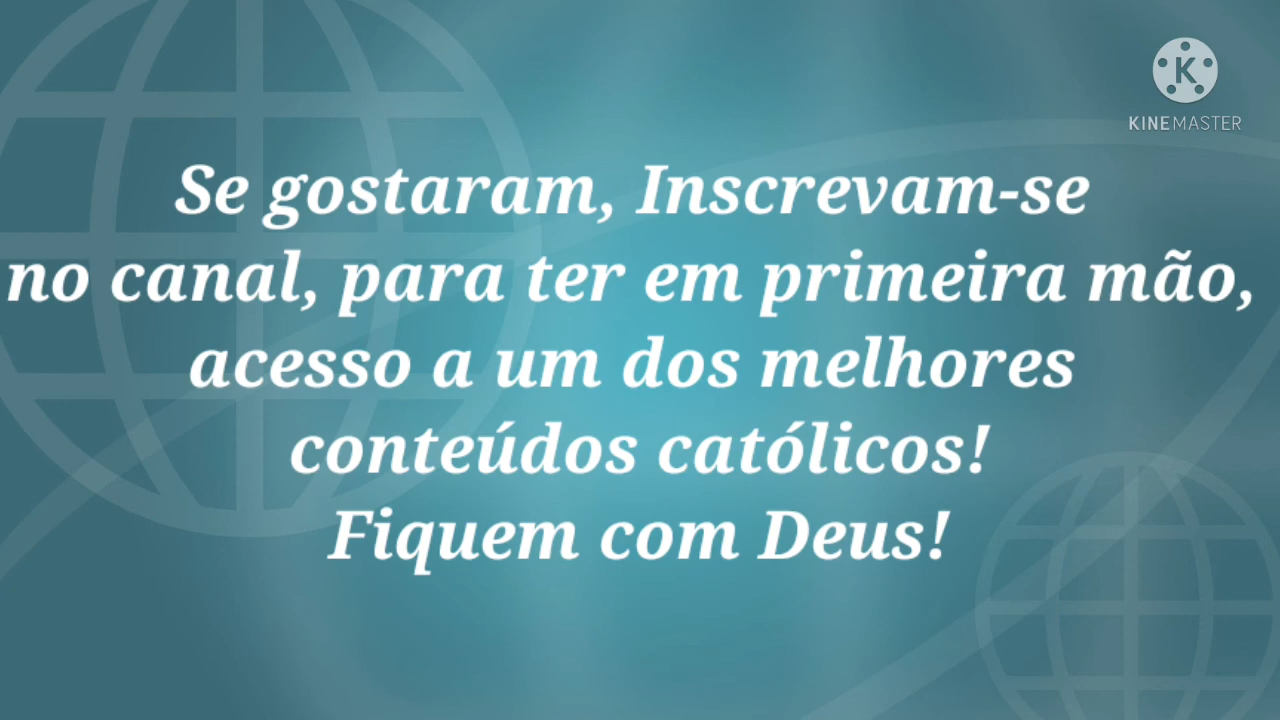 K
KINEMASTER
Se gostaram, Inscrevam-se
no canal, para ter em primeira mão,
acesso a um dos melhores
conteúdos católicos!
Fiquem com Deus!